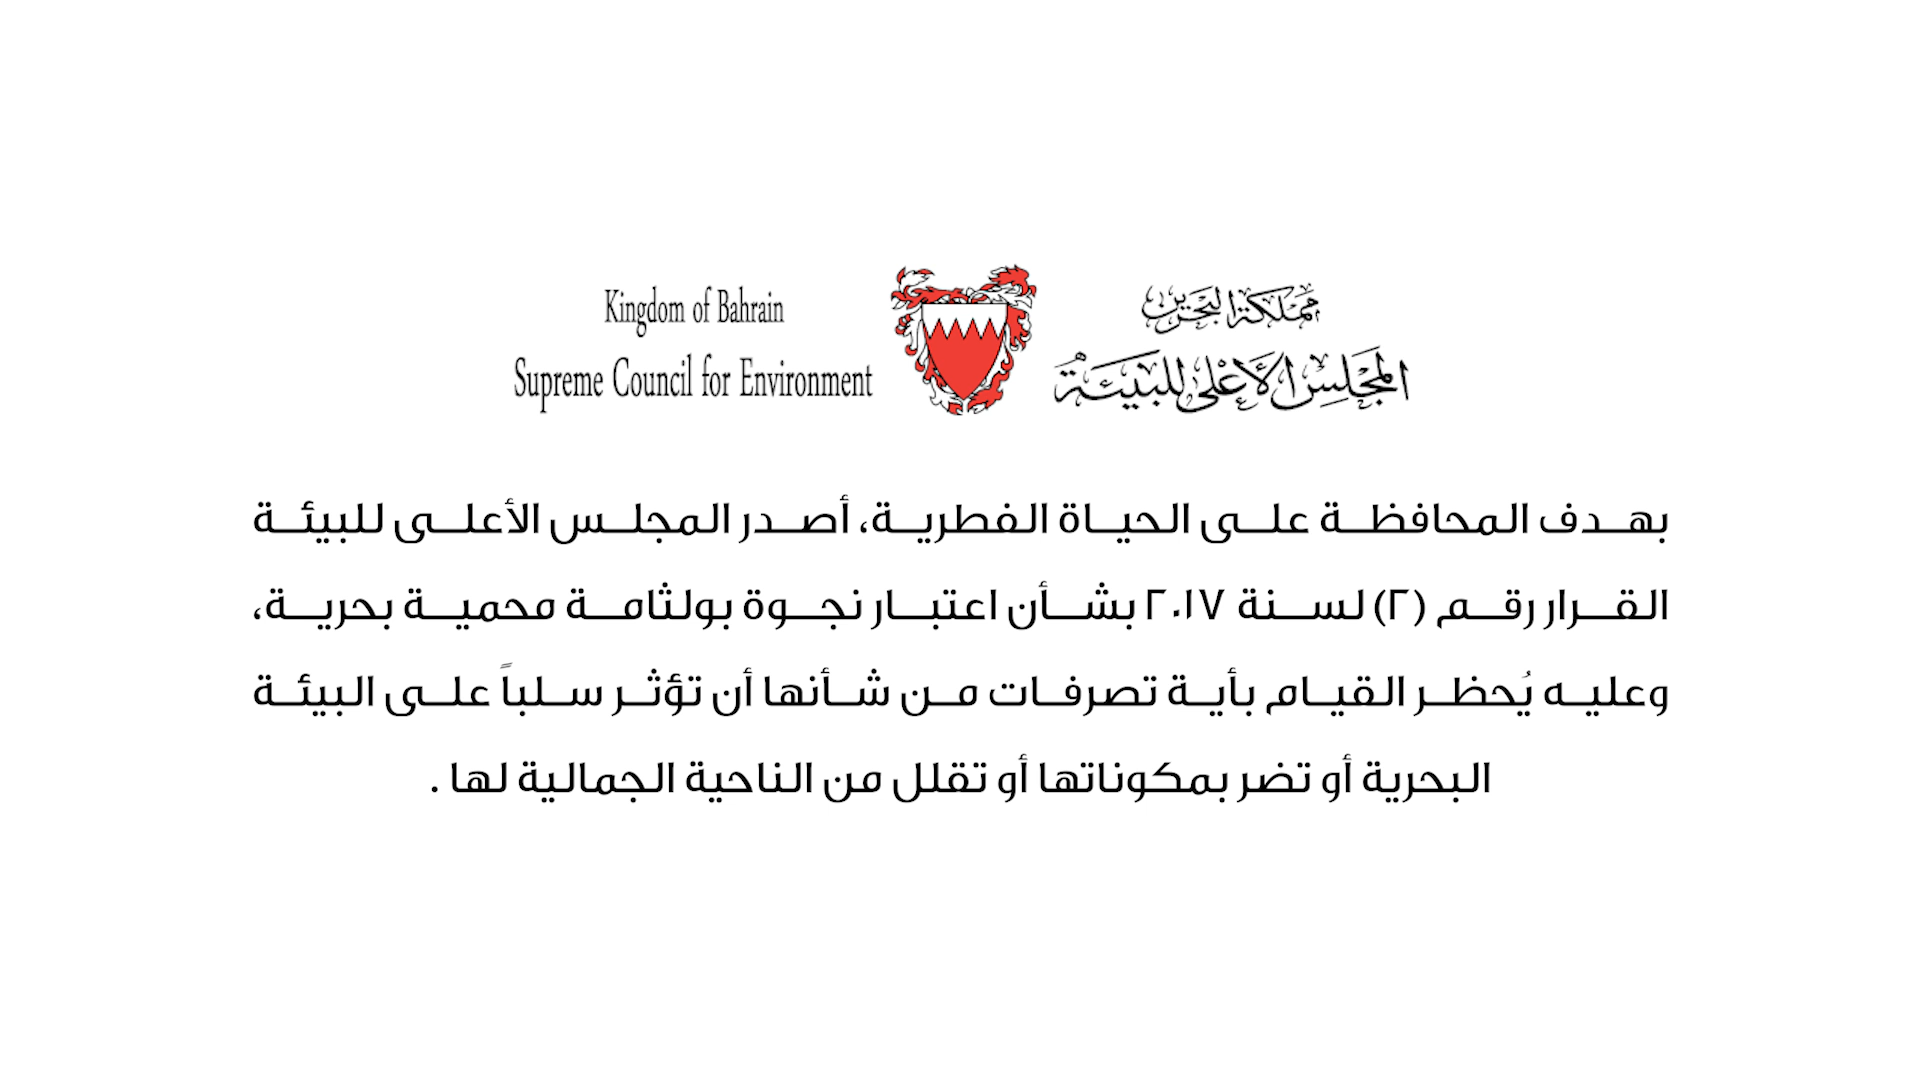 Kingdom of Bahrain
Supreme Council for Environment
مملكة البحرين
المجلس الأعلى للبيئة
بهدف المحافظة على الحياة الفطرية، أصدر المجلس الأعلى للبيئة
القرار رقم (٢) لسنة ٢٠١٧ بشأن اعتبار نجوة بولثامة محمية بحرية،
وعليه يُحظر القيام بأية تصرفات من شأنها أن تؤثر سلباً على البيئة
البحرية أو تضر بمكوناتها أو تقلل من الناحية الجمالية لها .